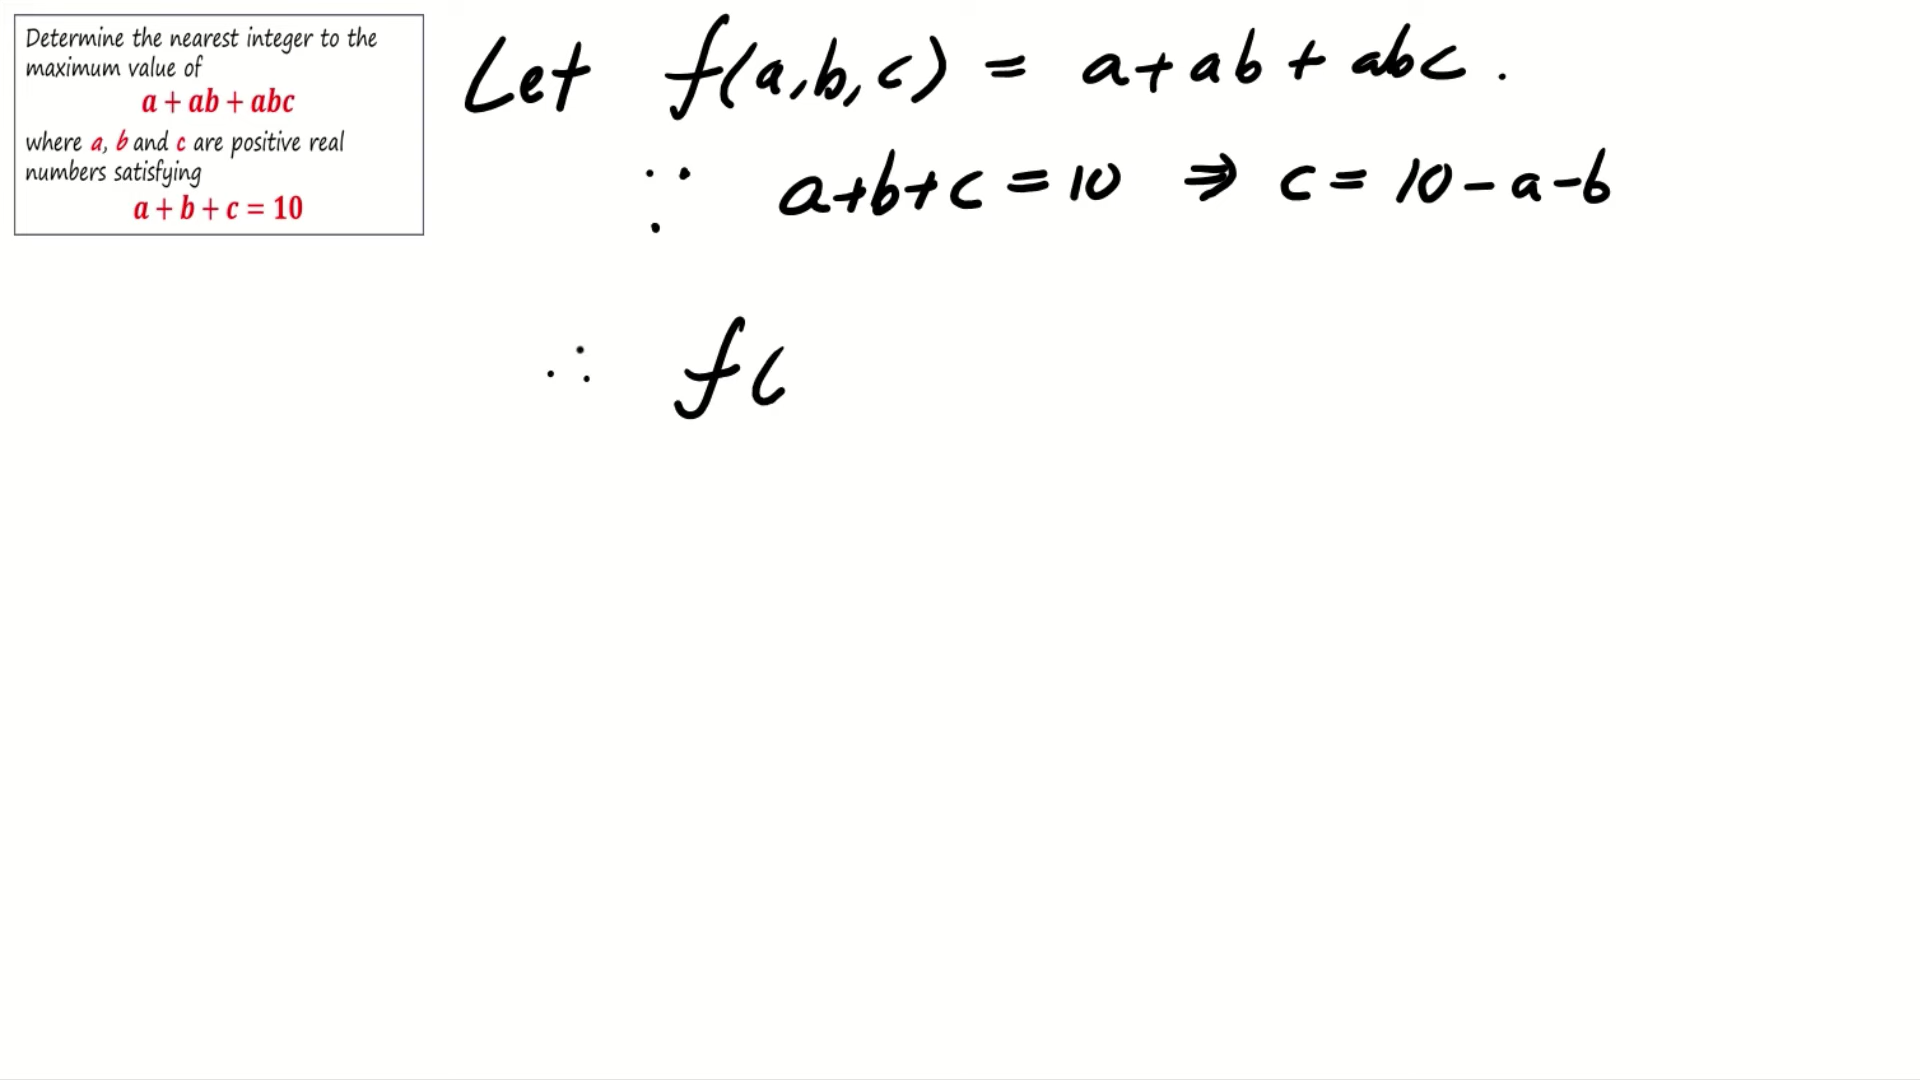 Determine the nearest integer to the
maximum value of
a + ab + abc
where a, b and c are positive real
numbers satisfying
a + b + c = 10
Let f(a,b,c) = a+ab+abc.
∵ a+b+c=10 ⇒ c=10-a-b
∴ f(